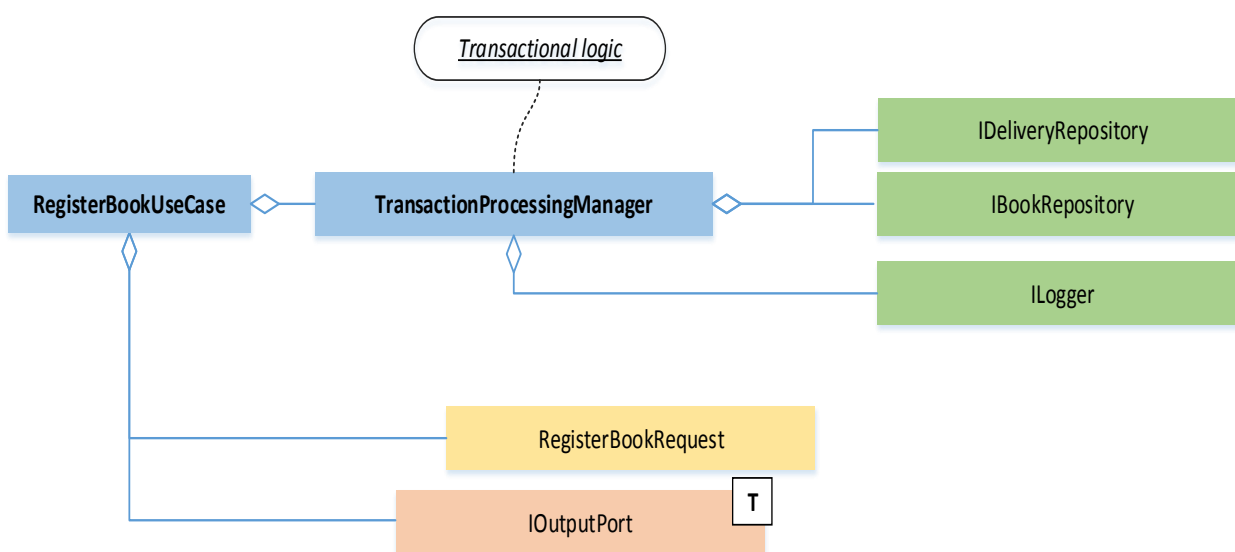 Transactional logic
IDeliveryRepository
RegisterBookUseCase
TransactionProcessingManager
IBookRepository
ILogger
RegisterBookRequest
T
IOutputPort